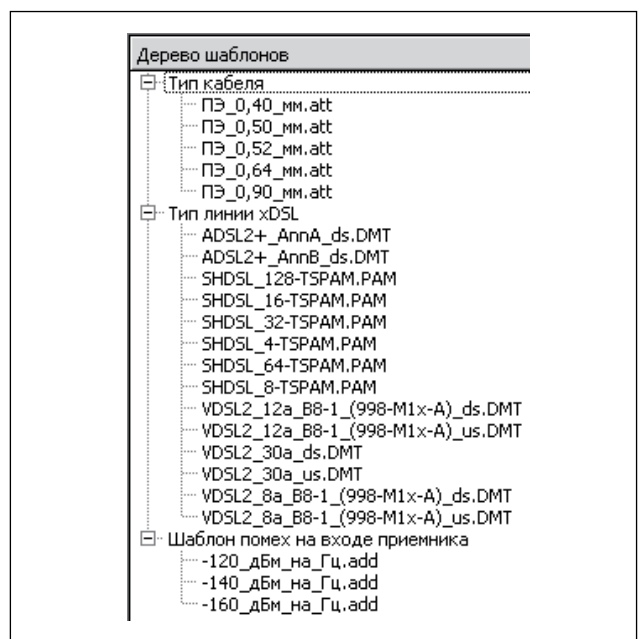 Дерево шаблонов
Тип кабеля
ПЭ_0,40_мм.att
ПЭ_0,50_мм.att
ПЭ_0,52_мм.att
ПЭ_0,64_мм.att
ПЭ_0,90_мм.att
Тип линии xDSL
ADSL2+_AnnA_ds.DMT
ADSL2+_AnnB_ds.DMT
SHDSL_128-TSPAM.PAM
SHDSL_16-TSPAM.PAM
SHDSL_32-TSPAM.PAM
SHDSL_4-TSPAM.PAM
SHDSL_64-TSPAM.PAM
SHDSL_8-TSPAM.PAM
VDSL2_12a_B8-1_(998-M1x-A)_ds.DMT
VDSL2_12a_B8-1_(998-M1x-A)_us.DMT
VDSL2_30a_ds.DMT
VDSL2_30a_us.DMT
VDSL2_8a_B8-1_(998-M1x-A)_ds.DMT
VDSL2_8a_B8-1_(998-M1x-A)_us.DMT
Шаблон помех на входе приемника
-120_дБм_на_Гц.add
-140_дБм_на_Гц.add
-160_дБм_на_Гц.add